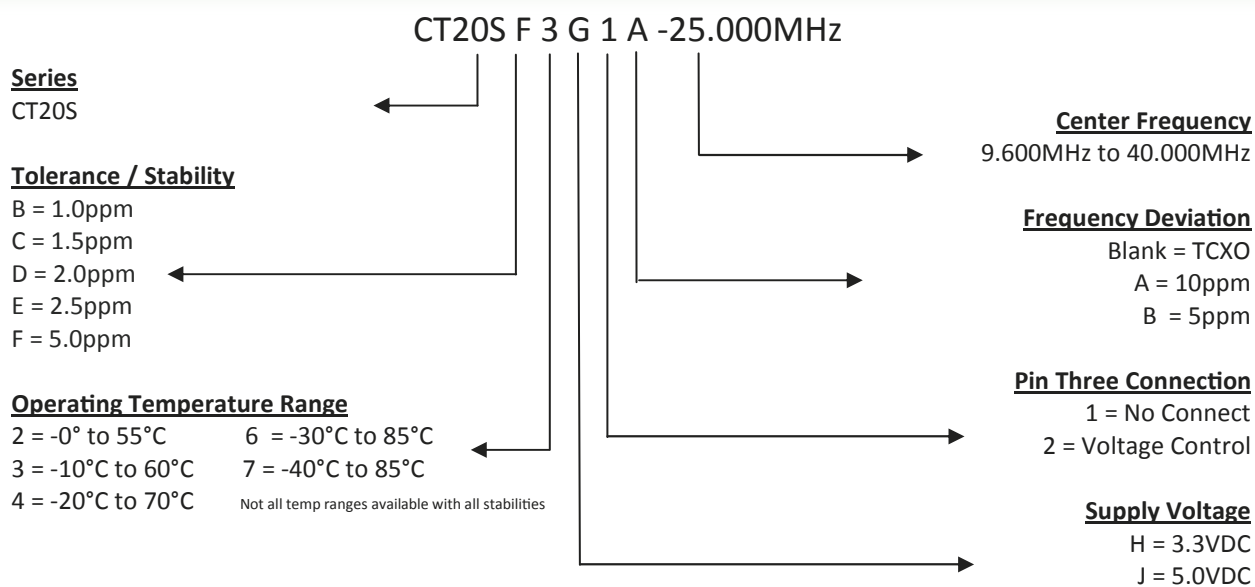 CT20S F 3 G 1 A -25.000MHz
Series
CT20S
Tolerance / Stability
B = 1.0ppm
C = 1.5ppm
D = 2.0ppm
E = 2.5ppm
F = 5.0ppm
Operating Temperature Range
2 = -0° to 55°C 6 = -30°C to 85°C
3 = -10°C to 60°C 7 = -40°C to 85°C
4 = -20°C to 70°C Not all temp ranges available with all stabilities
Center Frequency
9.600MHz to 40.000MHz
Frequency Deviation
Blank = TCXO
A = 10ppm
B = 5ppm
Pin Three Connection
1 = No Connect
2 = Voltage Control
Supply Voltage
H = 3.3VDC
J = 5.0VDC